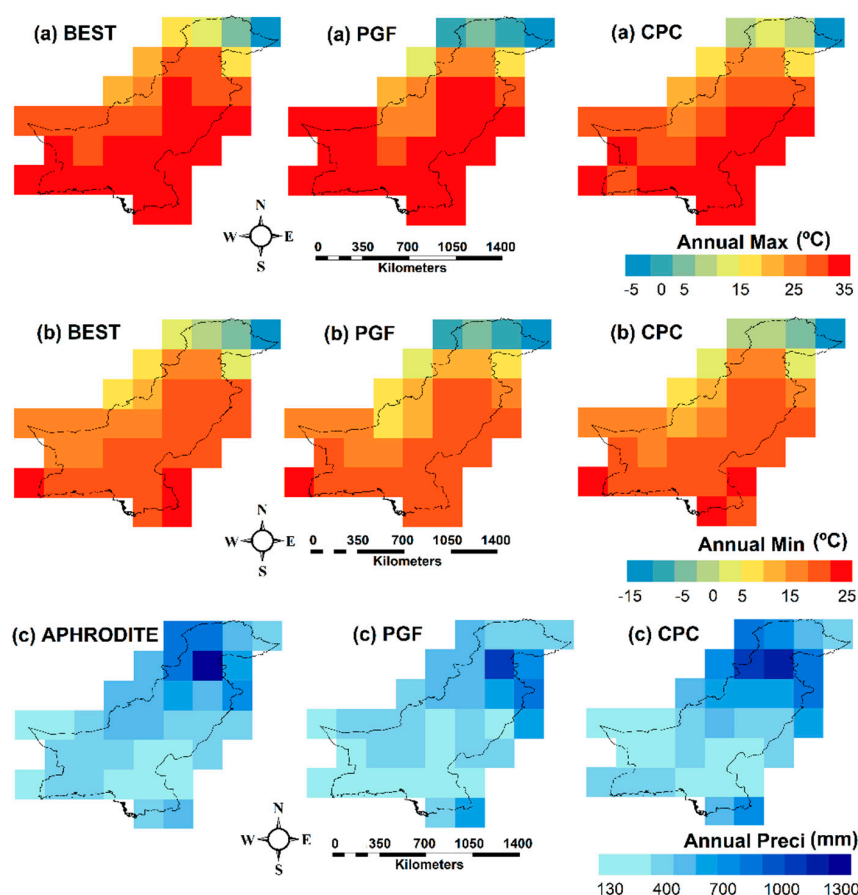 (a) BEST
(a) PGF
(a) CPC
N
W E
S
0 350 700 1050 1400
Kilometers
Annual Max (ºC)
-5 0 5 15 25 35
(b) BEST
(b) PGF
(b) CPC
N
W E
S
0 350 700 1050 1400
Kilometers
Annual Min (ºC)
-15 -5 0 5 15 25
(c) APHRODITE
(c) PGF
(c) CPC
N
W E
S
0 350 700 1050 1400
Kilometers
Annual Preci (mm)
130 400 700 1000 1300